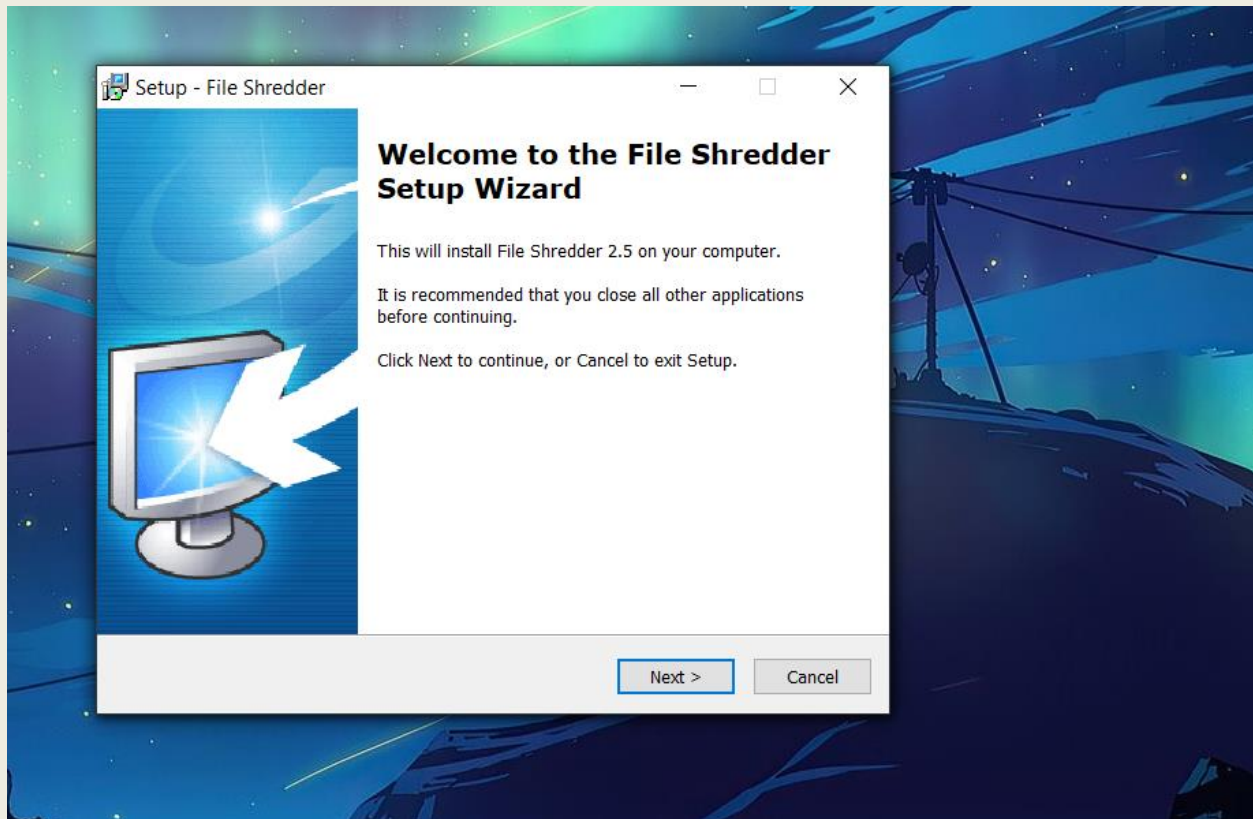 Setup - File Shredder
Welcome to the File Shredder
Setup Wizard
This will install File Shredder 2.5 on your computer.
It is recommended that you close all other applications
before continuing.
Click Next to continue, or Cancel to exit Setup.
Next >
Cancel